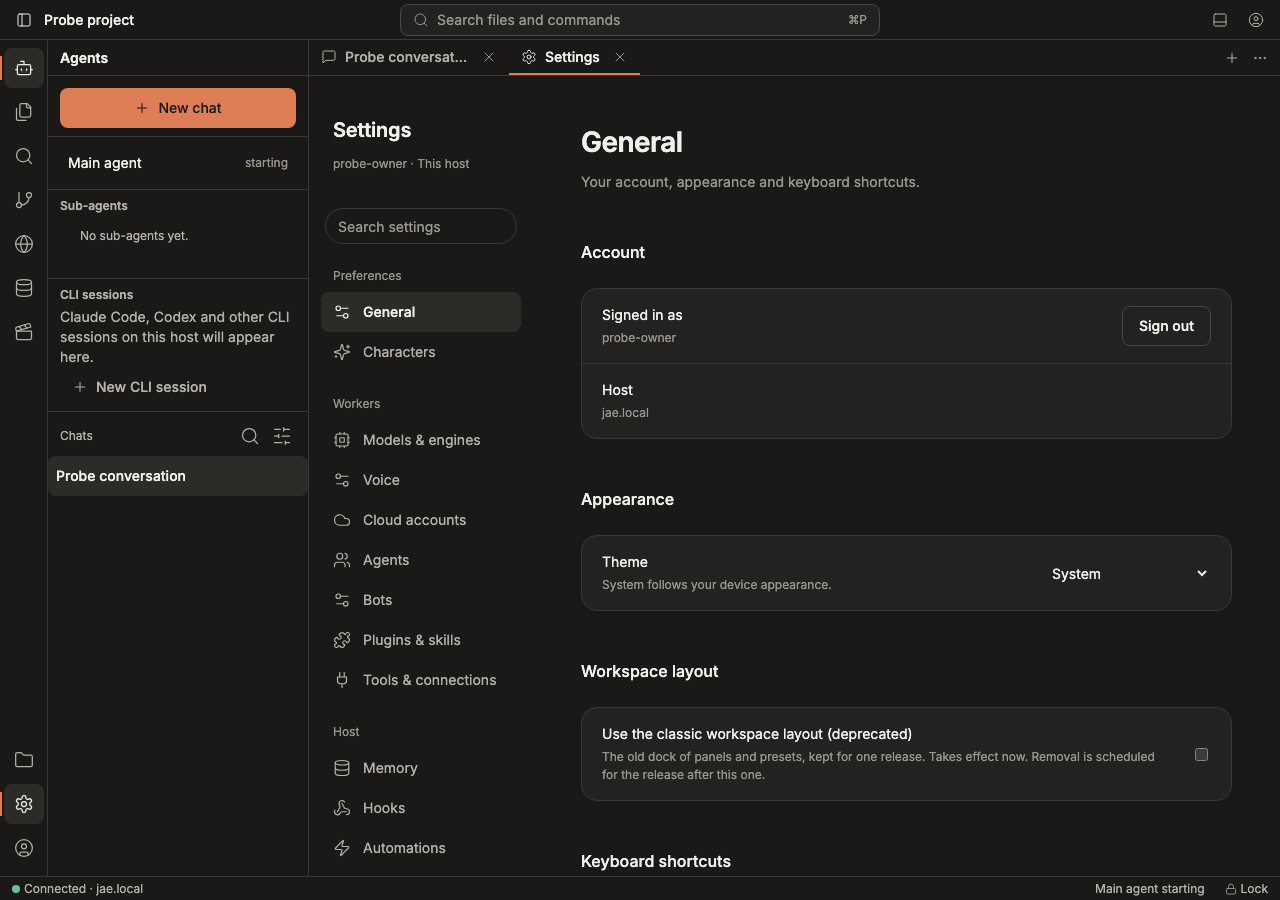 Probe project
Search files and commands
⌘P
Agents
Probe conversat...
Settings
New chat
Main agent
starting
Sub-agents
No sub-agents yet.
CLI sessions
Claude Code, Codex and other CLI
sessions on this host will appear
here.
New CLI session
Chats
Probe conversation
Settings
probe-owner · This host
Search settings
Preferences
General
Characters
Workers
Models & engines
Voice
Cloud accounts
Agents
Bots
Plugins & skills
Tools & connections
Host
Memory
Hooks
Automations
General
Your account, appearance and keyboard shortcuts.
Account
Signed in as
probe-owner
Sign out
Host
jae.local
Appearance
Theme
System follows your device appearance.
System
Workspace layout
Use the classic workspace layout (deprecated)
The old dock of panels and presets, kept for one release. Takes effect now. Removal is scheduled
for the release after this one.
Keyboard shortcuts
Connected · jae.local
Main agent starting
Lock